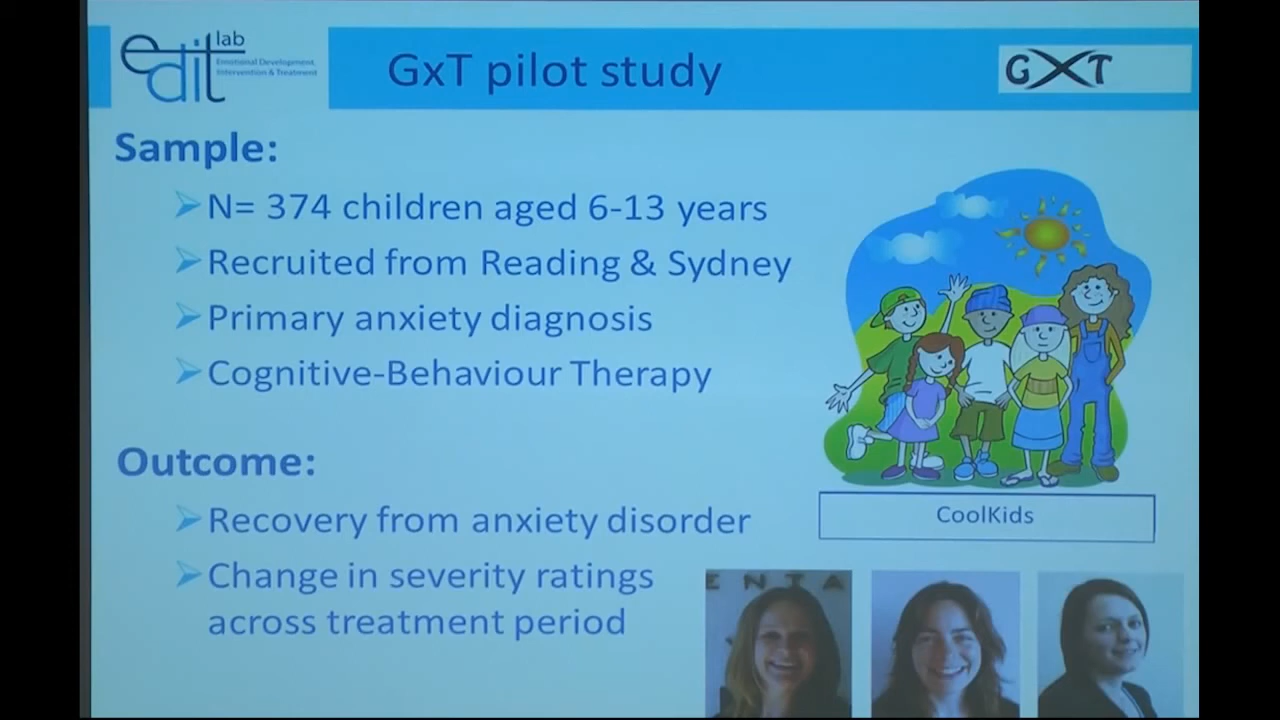 edit lab
Emotional Development,
Intervention & Treatment
GxT pilot study
GXT
Sample:
N= 374 children aged 6-13 years
Recruited from Reading & Sydney
Primary anxiety diagnosis
Cognitive-Behaviour Therapy
Outcome:
Recovery from anxiety disorder
Change in severity ratings
across treatment period
CoolKids
ENTA